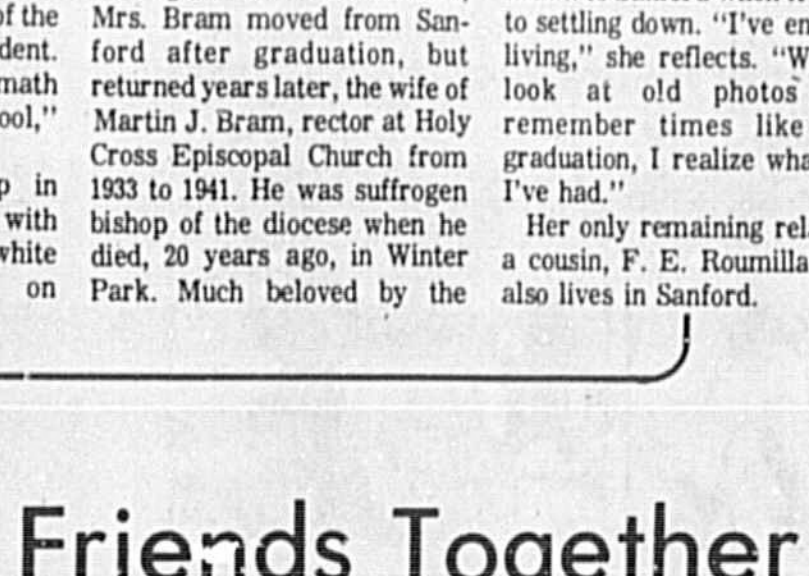 of the
dent.
math
ool,"
p in
with
white
on
Mrs. Bram moved from San-
ford after graduation, but
returned years later, the wife of
Martin J. Bram, rector at Holy
Cross Episcopal Church from
1933 to 1941. He was suffrogen
bishop of the diocese when he
died, 20 years ago, in Winter
Park. Much beloved by the
to settling down. "I've en
living," she reflects. "W
look at old photos
remember times like
graduation, I realize wha
I've had."
Her only remaining rel
a cousin, F. E. Roumilla
also lives in Sanford.
Friends Together